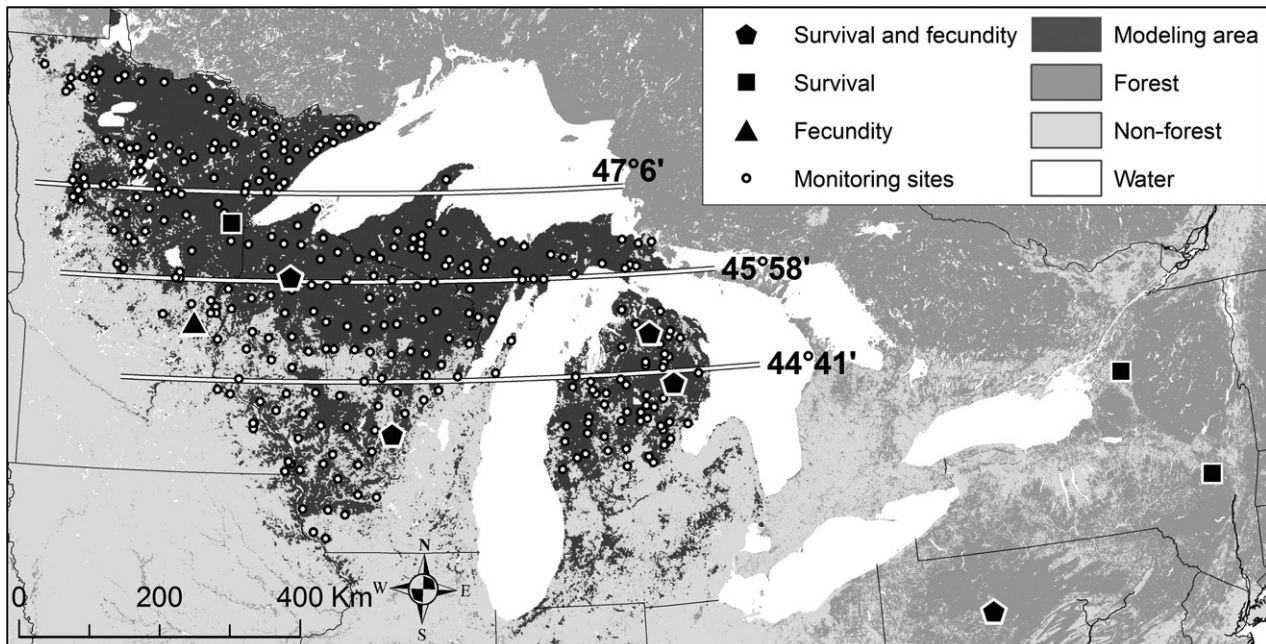 Survival and fecundity
Modeling area
Survival
Forest
Fecundity
Non-forest
Monitoring sites
Water
47°6'
45°58'
44°41'
N
W E
S
0 200 400 Km